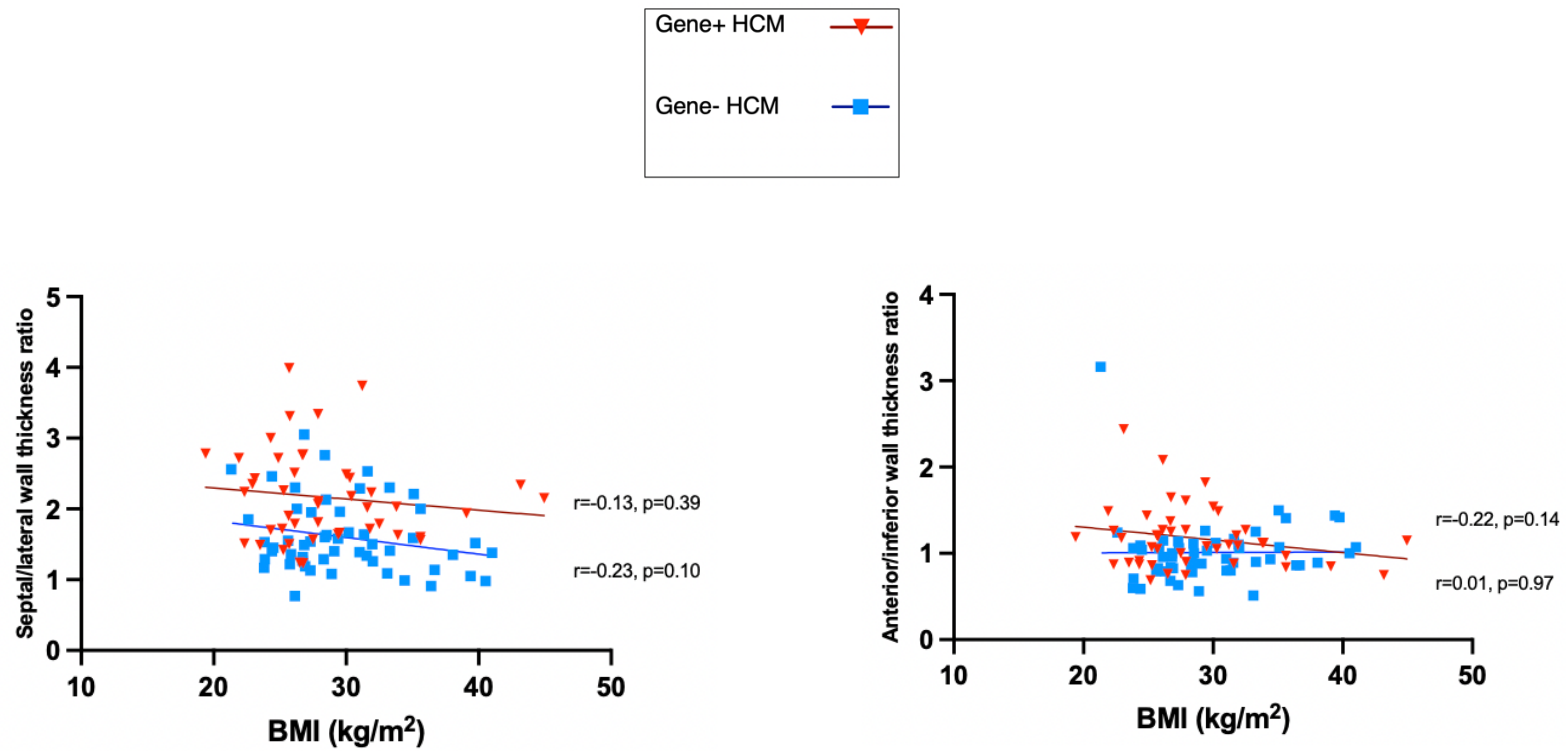 Gene+ HCM
Gene- HCM
Septal/lateral wall thickness ratio
5
4
3
2
1
0
10 20 30 40 50
BMI (kg/m²)
r=-0.13, p=0.39
r=-0.23, p=0.10
Anterior/inferior wall thickness ratio
4
3
2
1
0
10 20 30 40 50
BMI (kg/m²)
r=-0.22, p=0.14
r=0.01, p=0.97